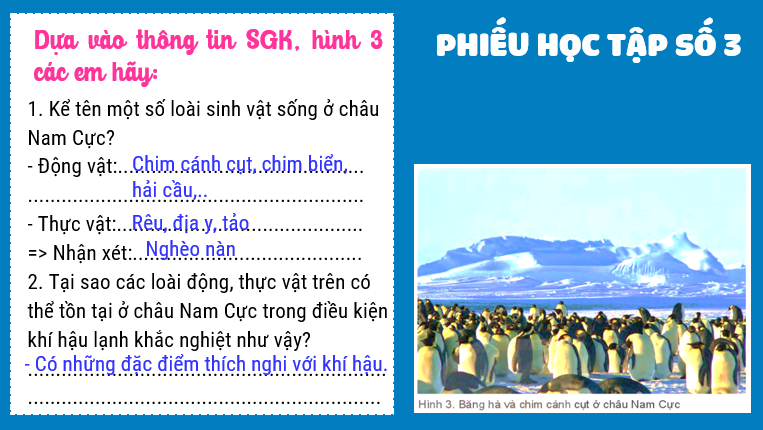 PHIẾU HỌC TẬP SỐ 3
Dựa vào thông tin SGK, hình 3
các em hãy:
1. Kể tên một số loài sinh vật sống ở châu
Nam Cực?
- Động vật:... Chim cánh cụt, chim biển,
hải cầu,..
- Thực vật:... Rêu, địa y, tảo
=> Nhận xét:... Nghèo nàn
2. Tại sao các loài động, thực vật trên có
thể tồn tại ở châu Nam Cực trong điều kiện
khí hậu lạnh khắc nghiệt như vậy?
- Có những đặc điểm thích nghi với khí hậu.
Hình 3. Băng hà và chim cánh cụt ở châu Nam Cực